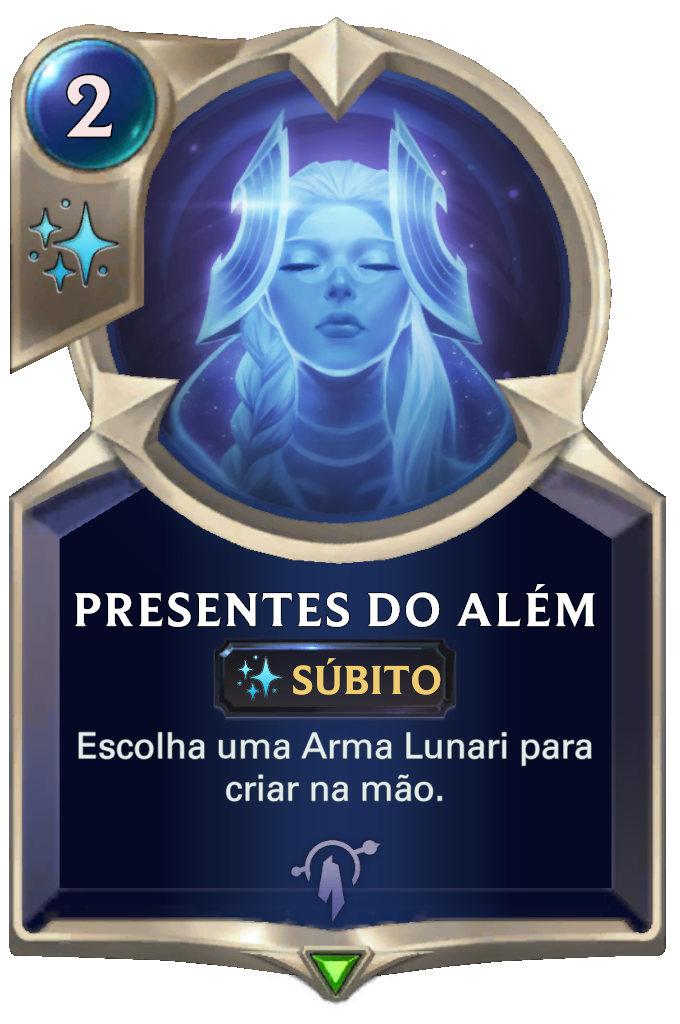 2
PRESENTES DO ALÉM
SÚBITO
Escolha uma Arma Lunari para
criar na mão.